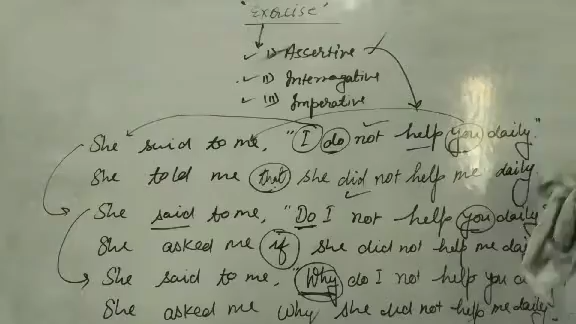 "Exercise"
i) Assertive
ii) Interrogative
iii) Imperative
She said to me, "I do not help you daily."
She told me that she did not help me daily.
She said to me, "Do I not help you daily"
She asked me if she did not help me
She said to me, "Why do I not help you
She asked me why she did not help me daily.